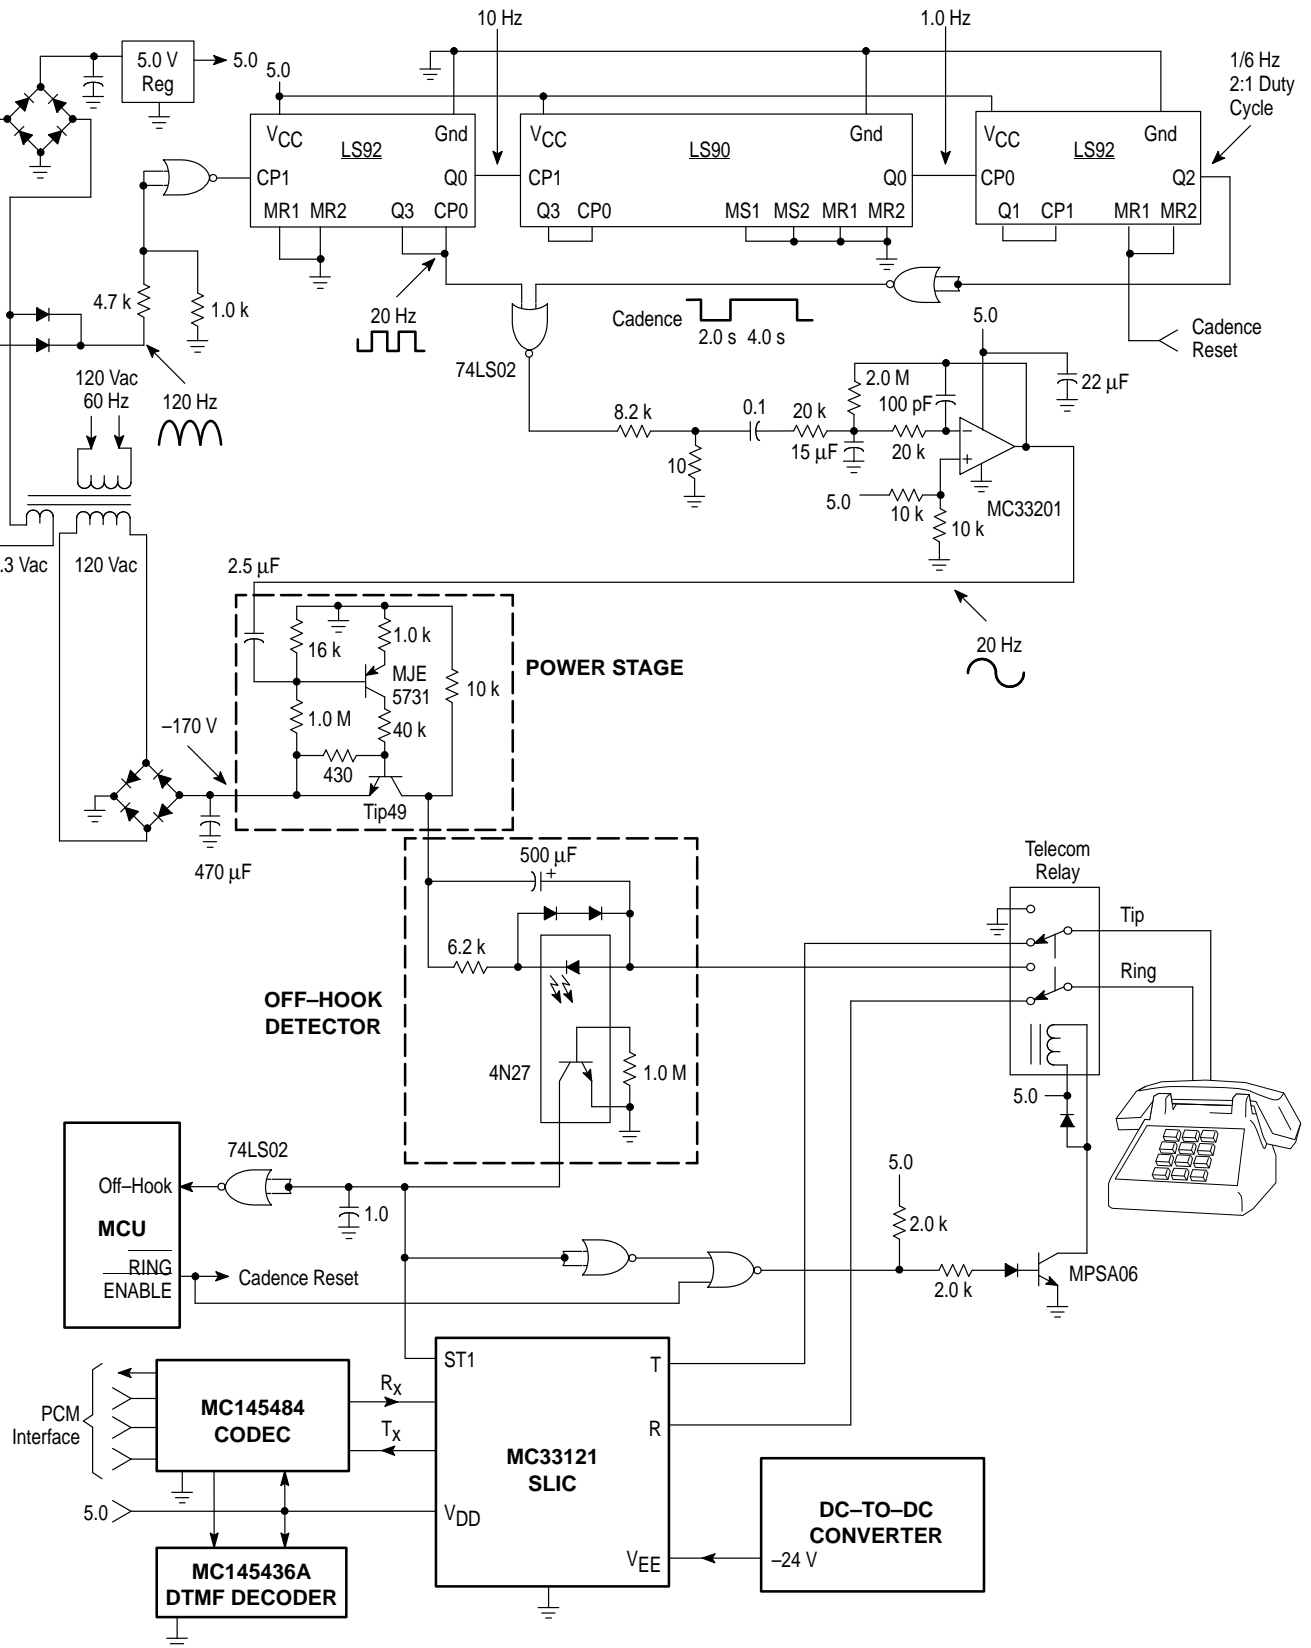 10 Hz
1.0 Hz
5.0 V
Reg
5.0
5.0
1/6 Hz
2:1 Duty
Cycle
VCC
Gnd
LS92
CP1
Q0
MR1 MR2
Q3
CP0
VCC
Gnd
LS90
CP1
Q0
Q3
CP0
MS1
MS2
MR1
MR2
VCC
Gnd
LS92
CP0
Q2
Q1
CP1
MR1
MR2
4.7 k
1.0 k
20 Hz
Cadence
2.0 s 4.0 s
74LS02
5.0
Cadence
Reset
120 Vac
60 Hz
120 Hz
22 µF
2.0 M
100 pF
8.2 k
0.1
20 k
15 µF
20 k
10
5.0
10 k
10 k
MC33201
.3 Vac
120 Vac
2.5 µF
20 Hz
16 k
1.0 k
MJE
5731
10 k
POWER STAGE
1.0 M
40 k
–170 V
430
Tip49
470 µF
500 µF
+
Telecom
Relay
Tip
6.2 k
Ring
OFF–HOOK
DETECTOR
4N27
1.0 M
5.0
74LS02
Off–Hook
MCU
1.0
5.0
2.0 k
RING
ENABLE
Cadence Reset
2.0 k
MPSA06
ST1
T
PCM
Interface
MC145484
CODEC
RX
TX
R
MC33121
SLIC
5.0
VDD
DC–TO–DC
CONVERTER
VEE
–24 V
MC145436A
DTMF DECODER